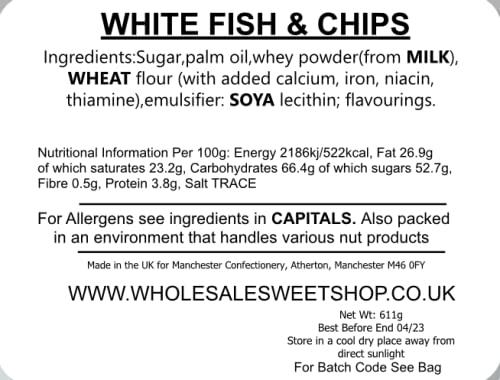 WHITE FISH & CHIPS
Ingredients:Sugar,palm oil,whey powder(from MILK),
WHEAT flour (with added calcium, iron, niacin,
thiamine),emulsifier: SOYA lecithin; flavourings.
Nutritional Information Per 100g: Energy 2186kj/522kcal, Fat 26.9g
of which saturates 23.2g, Carbohydrates 66.4g of which sugars 52.7g,
Fibre 0.5g, Protein 3.8g, Salt TRACE
For Allergens see ingredients in CAPITALS. Also packed
in an environment that handles various nut products
Made in the UK for Manchester Confectionery, Atherton, Manchester M46 0FY
WWW.WHOLESALESWEETSHOP.CO.UK
Net Wt: 611g
Best Before End 04/23
Store in a cool dry place away from
direct sunlight
For Batch Code See Bag